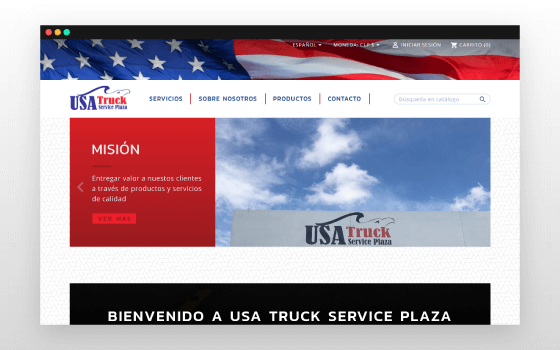 ESPAÑOL
MONEDA: CLP $
INICIAR SESIÓN
CARRITO (0)
USA Truck
Service Plaza
SERVICIOS
SOBRE NOSOTROS
PRODUCTOS
CONTACTO
Búsqueda en catálogo
MISIÓN
Entregar valor a nuestros clientes
a través de productos y servicios
de calidad
VER MÁS
USA Truck
Service Plaza
BIENVENIDO A USA TRUCK SERVICE PLAZA